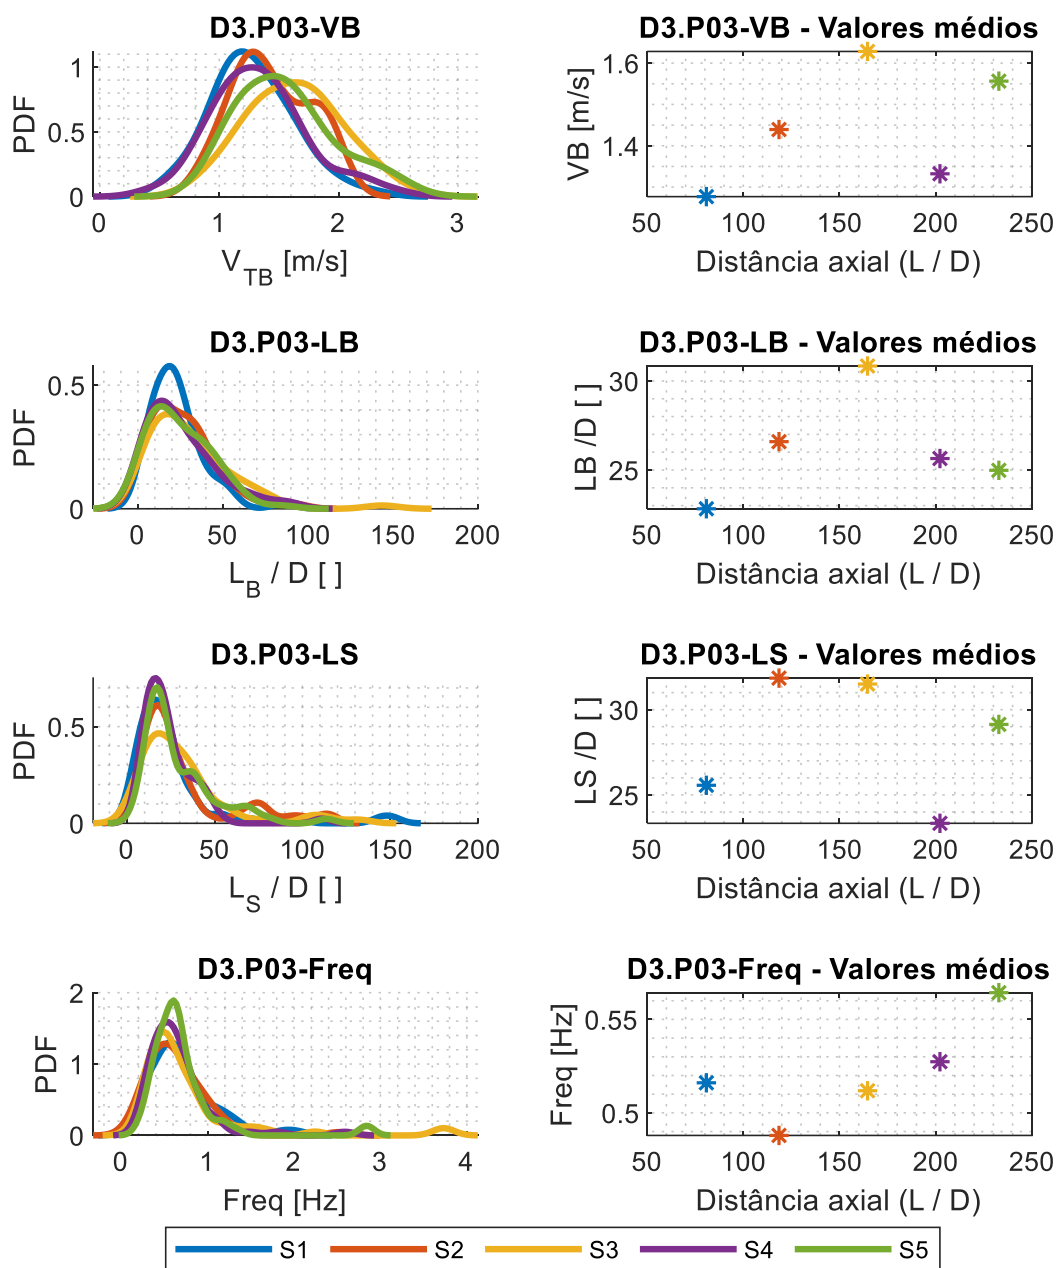 D3.P03-VB
PDF
1
0.5
0
0 1 2 3
V_TB [m/s]
D3.P03-VB - Valores médios
VB [m/s]
1.6
1.4
50 100 150 200 250
Distância axial (L / D)
D3.P03-LB
PDF
0.5
0
0 50 100 150 200
L_B / D [ ]
D3.P03-LB - Valores médios
LB /D [ ]
30
25
50 100 150 200 250
Distância axial (L / D)
D3.P03-LS
PDF
0.5
0
0 50 100 150 200
L_S / D [ ]
D3.P03-LS - Valores médios
LS /D [ ]
30
25
50 100 150 200 250
Distância axial (L / D)
D3.P03-Freq
PDF
2
1
0
0 1 2 3 4
Freq [Hz]
D3.P03-Freq - Valores médios
Freq [Hz]
0.55
0.5
50 100 150 200 250
Distância axial (L / D)
S1 S2 S3 S4 S5